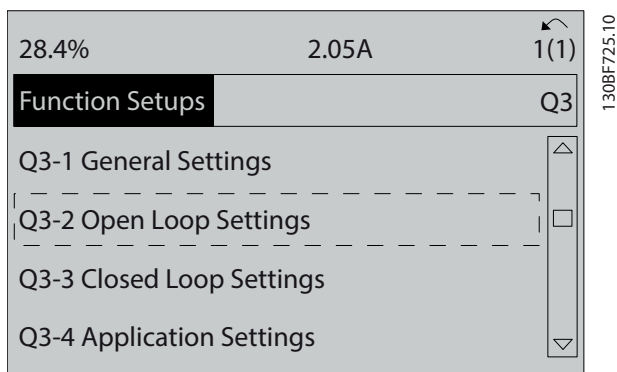 28.4% 2.05A 1(1)
Function Setups Q3
Q3-1 General Settings
Q3-2 Open Loop Settings
Q3-3 Closed Loop Settings
Q3-4 Application Settings
130BF725.10